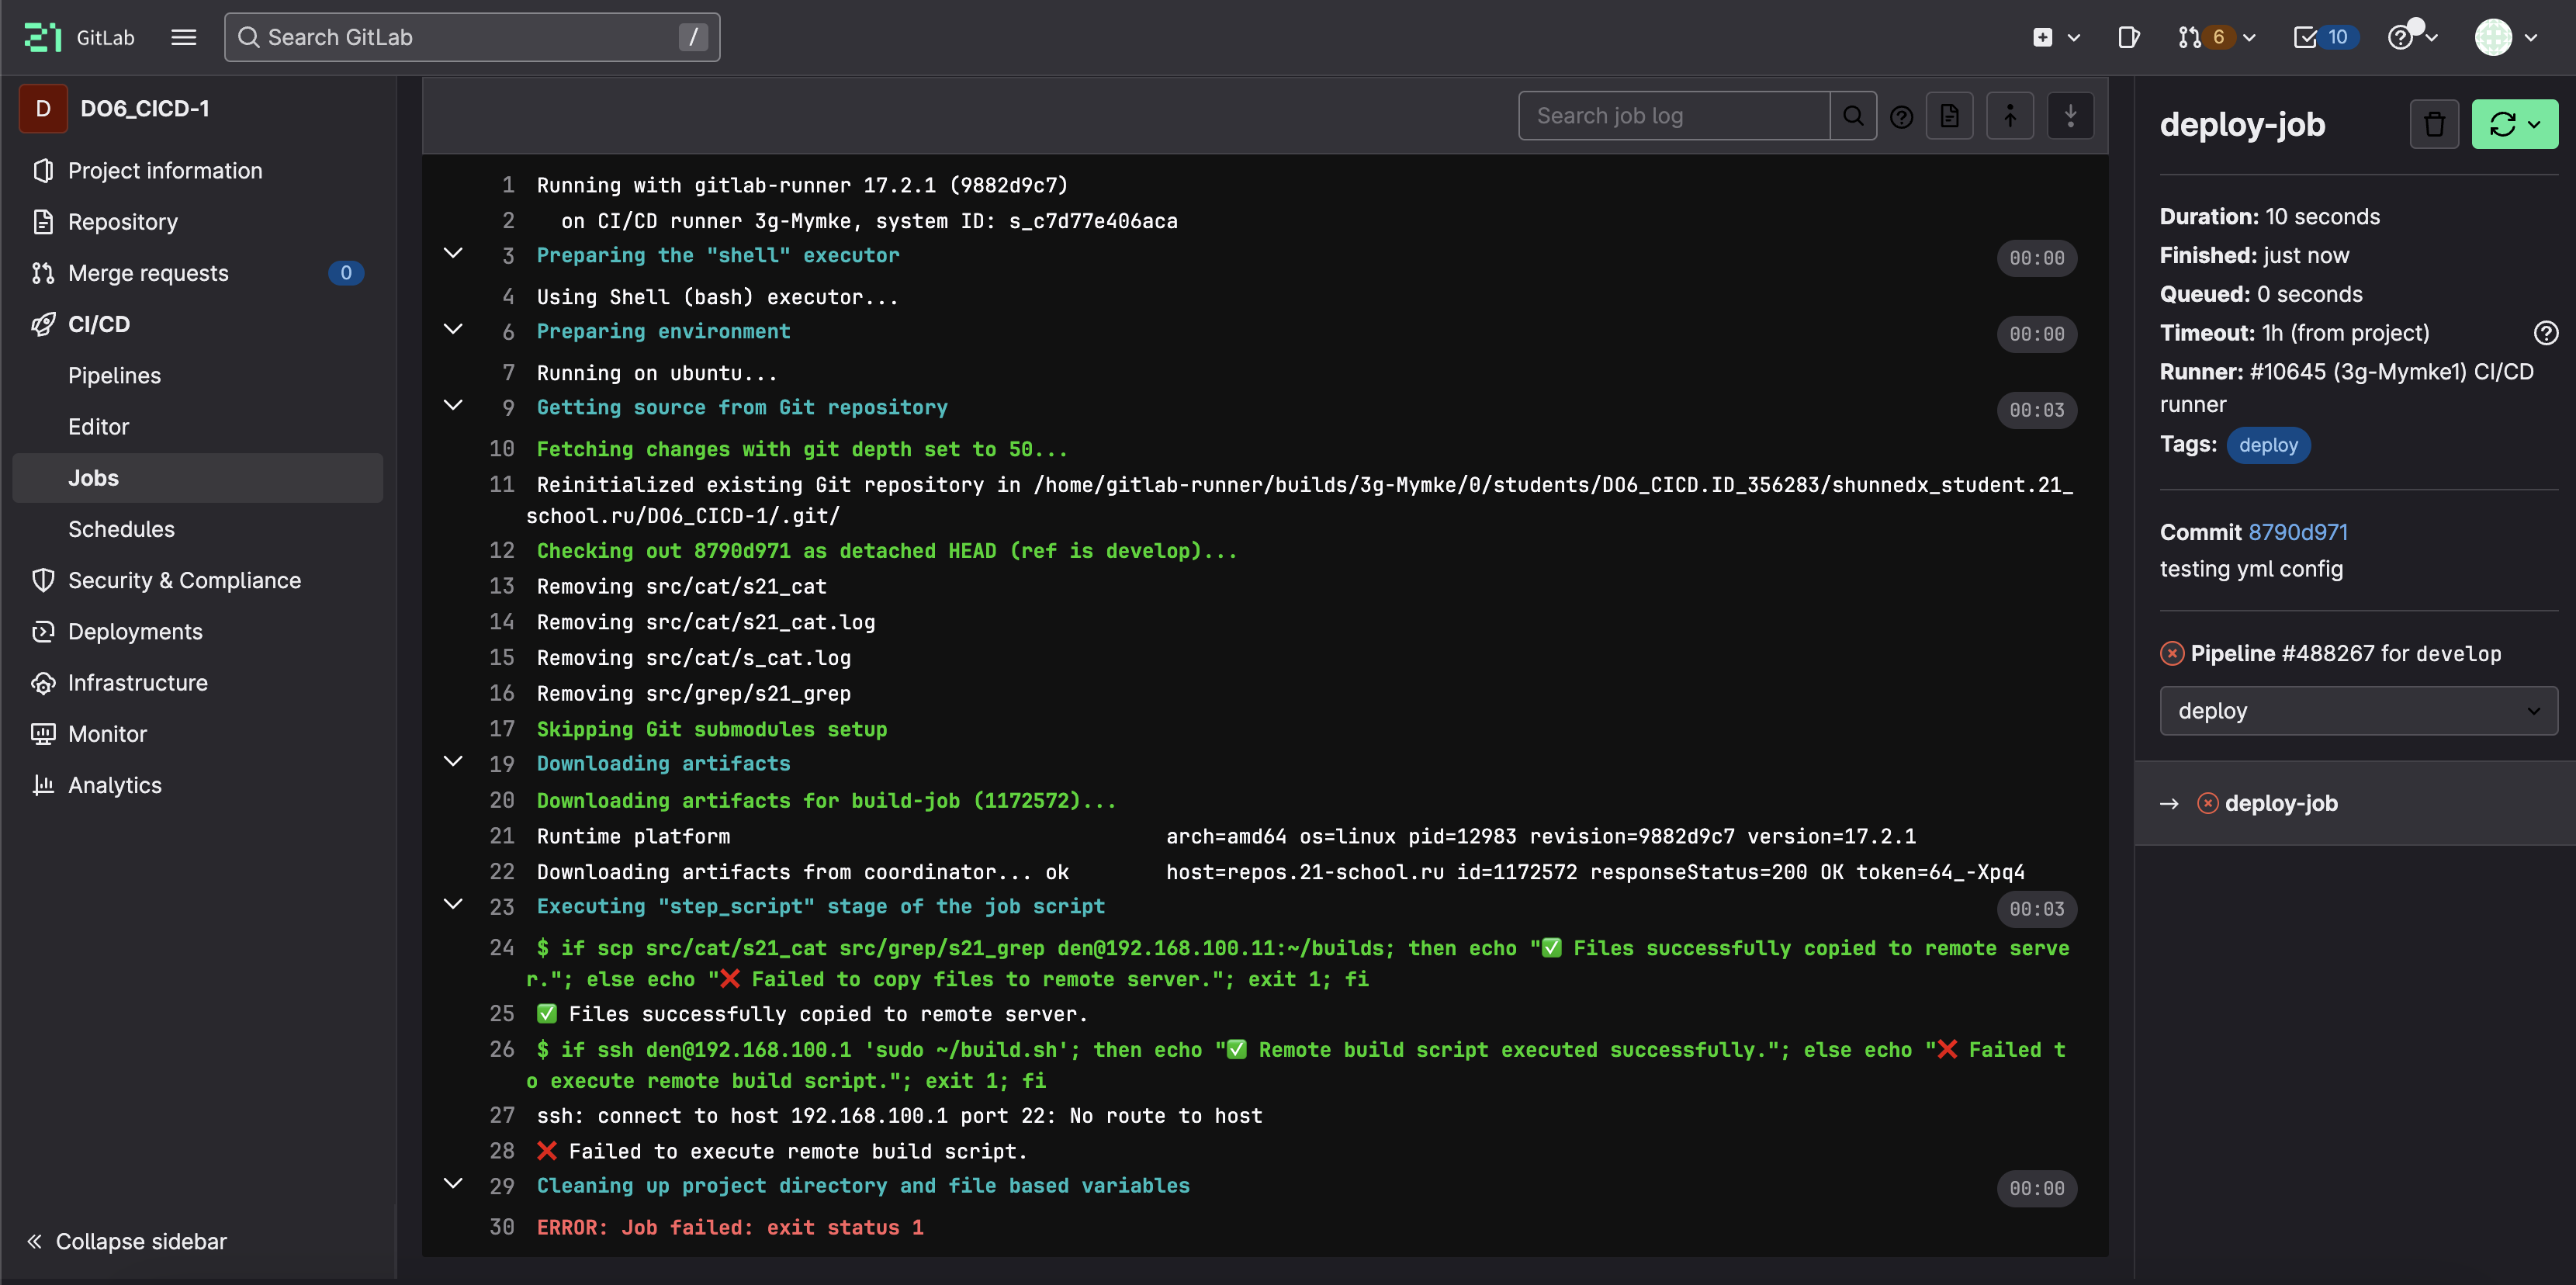 GitLab
Search GitLab
/
6
10
D
DO6_CICD-1
Project information
Repository
Merge requests
0
CI/CD
Pipelines
Editor
Jobs
Schedules
Security & Compliance
Deployments
Infrastructure
Monitor
Analytics
Collapse sidebar
Search job log
1 Running with gitlab-runner 17.2.1 (9882d9c7)
2 on CI/CD runner 3g-Mymke, system ID: s_c7d77e406aca
3 Preparing the "shell" executor 00:00
4 Using Shell (bash) executor...
6 Preparing environment 00:00
7 Running on ubuntu...
9 Getting source from Git repository 00:03
10 Fetching changes with git depth set to 50...
11 Reinitialized existing Git repository in /home/gitlab-runner/builds/3g-Mymke/0/students/DO6_CICD.ID_356283/shunnedx_student.21_
school.ru/DO6_CICD-1/.git/
12 Checking out 8790d971 as detached HEAD (ref is develop)...
13 Removing src/cat/s21_cat
14 Removing src/cat/s21_cat.log
15 Removing src/cat/s_cat.log
16 Removing src/grep/s21_grep
17 Skipping Git submodules setup
19 Downloading artifacts
20 Downloading artifacts for build-job (1172572)...
21 Runtime platform arch=amd64 os=linux pid=12983 revision=9882d9c7 version=17.2.1
22 Downloading artifacts from coordinator... ok host=repos.21-school.ru id=1172572 responseStatus=200 OK token=64_-Xpq4
23 Executing "step_script" stage of the job script 00:03
24 $ if scp src/cat/s21_cat src/grep/s21_grep den@192.168.100.11:~/builds; then echo "✅ Files successfully copied to remote serve
r."; else echo "❌ Failed to copy files to remote server."; exit 1; fi
25 ✅ Files successfully copied to remote server.
26 $ if ssh den@192.168.100.1 'sudo ~/build.sh'; then echo "✅ Remote build script executed successfully."; else echo "❌ Failed t
o execute remote build script."; exit 1; fi
27 ssh: connect to host 192.168.100.1 port 22: No route to host
28 ❌ Failed to execute remote build script.
29 Cleaning up project directory and file based variables 00:00
30 ERROR: Job failed: exit status 1
deploy-job
Duration: 10 seconds
Finished: just now
Queued: 0 seconds
Timeout: 1h (from project)
Runner: #10645 (3g-Mymke1) CI/CD
runner
Tags: deploy
Commit 8790d971
testing yml config
Pipeline #488267 for develop
deploy
→ deploy-job